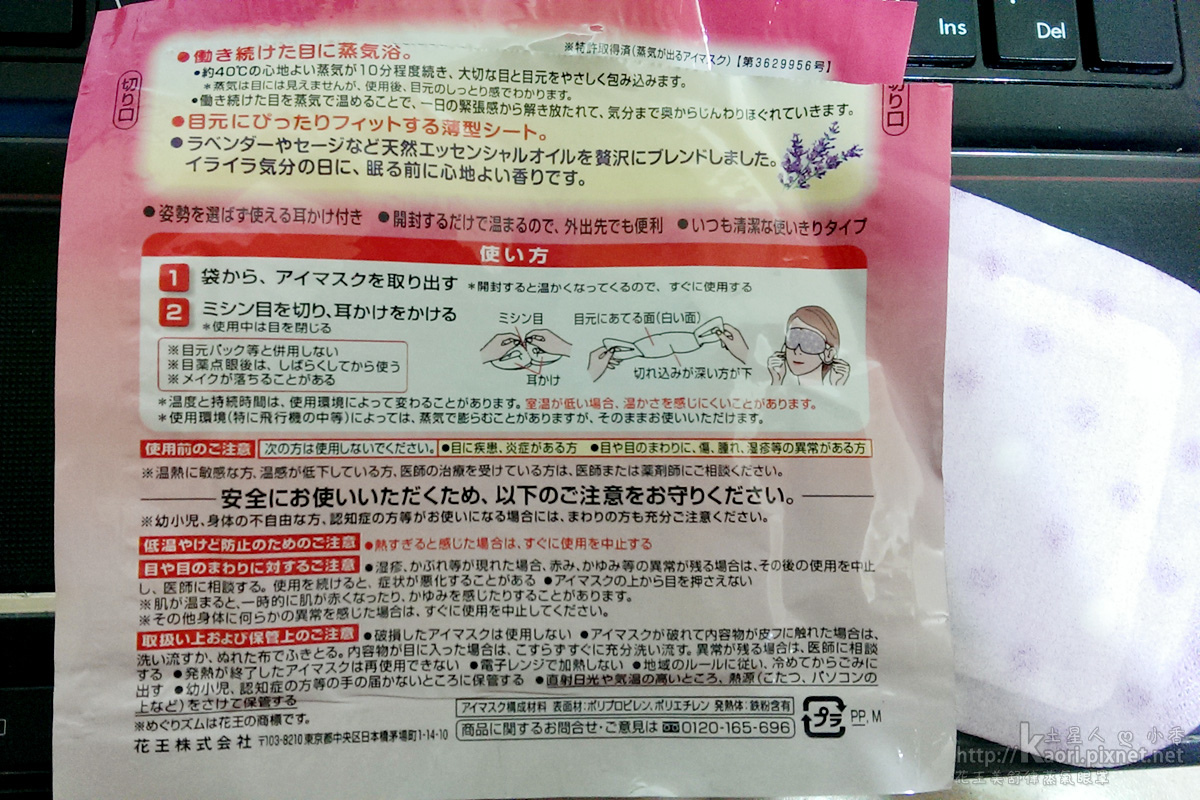 Ins
Del
切り口
切り口
●働き続けた目に蒸気浴。
※特許取得済(蒸気が出るアイマスク)【第3629956号】
●約40℃の心地よい蒸気が10分程度続き、大切な目と目元をやさしく包み込みます。
*蒸気は目には見えませんが、使用後、目元のしっとり感でわかります。
●働き続けた目を蒸気で温めることで、一日の緊張感から解き放たれて、気分まで奥からじんわりほぐれていきます。
●目元にぴったりフィットする薄型シート。
●ラベンダーやセージなど天然エッセンシャルオイルを贅沢にブレンドしました。
イライラ気分の日に、眠る前に心地よい香りです。
●姿勢を選ばず使える耳かけ付き ●開封するだけで温まるので、外出先でも便利 ●いつも清潔な使いきりタイプ
使い方
1 袋から、アイマスクを取り出す *開封すると温かくなってくるので、すぐに使用する
2 ミシン目を切り、耳かけをかける
*使用中は目を閉じる
※目元パック等と併用しない
※目薬点眼後は、しばらくしてから使う
※メイクが落ちることがある
ミシン目
耳かけ
目元にあてる面(白い面)
切れ込みが深い方が下
*温度と持続時間は、使用環境によって変わることがあります。室温が低い場合、温かさを感じにくいことがあります。
*使用環境(特に飛行機の中等)によっては、蒸気で膨らむことがありますが、そのままお使いいただけます。
使用前のご注意 次の方は使用しないでください。 ●目に疾患、炎症がある方 ●目や目のまわりに、傷、腫れ、湿疹等の異常がある方
※温熱に敏感な方、温感が低下している方、医師の治療を受けている方は、医師または薬剤師にご相談ください。
安全にお使いいただくため、以下のご注意をお守りください。
※幼小児、身体の不自由な方、認知症の方等がお使いになる場合には、まわりの方も充分ご注意ください。
低温やけど防止のためのご注意 ●熱すぎると感じた場合は、すぐに使用を中止する
目や目のまわりに対するご注意 ●湿疹、かぶれ等が現れた場合、赤み、かゆみ等の異常が残る場合は、その後の使用を中止
し、医師に相談する。使用を続けると、症状が悪化することがある ●アイマスクの上から目を押さえない
※肌が温まると、一時的に肌が赤くなったり、かゆみを感じたりすることがあります。
※その他身体に何らかの異常を感じた場合は、すぐに使用を中止してください。
取扱い上および保管上のご注意 ●破損したアイマスクは使用しない ●アイマスクが破れて内容物が皮フに触れた場合は、
洗い流すか、ぬれた布でふきとる。内容物が目に入った場合は、こすらずすぐに充分洗い流す。異常が残る場合は、医師に相談
する ●発熱が終了したアイマスクは再使用できない ●電子レンジで加熱しない ●地域のルールに従い、冷めてからごみに
出す ●幼小児、認知症の方等の手の届かないところに保管する ●直射日光や気温の高いところ、熱源(こたつ、パソコンの
上など)をさけて保管する
※めぐりズムは花王の商標です。
花王株式会社 〒103-8210 東京都中央区日本橋茅場町1-14-10
アイマスク構成材料 表面材:ポリプロピレン、ポリエチレン 発熱体:鉄粉含有
商品に関するお問合せ・ご意見は 0120-165-696
プラ PP, M
K土星人 小香
http://Kaori.pixnet.net
花王美舒律蒸氣眼罩